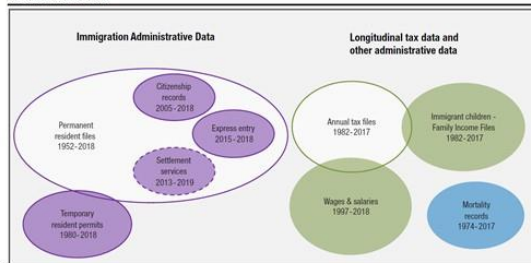 Immigration Administrative Data
Longitudinal tax data and
other administrative data
Citizenship
records
2005-2018
Permanent
resident files
1952-2018
Express entry
2015-2018
Settlement
services
2013-2019
Temporary
resident permits
1980-2018
Annual tax files
1982-2017
Immigrant children -
Family Income Files
1982-2017
Wages & salaries
1997-2018
Mortality
records
1974-2017